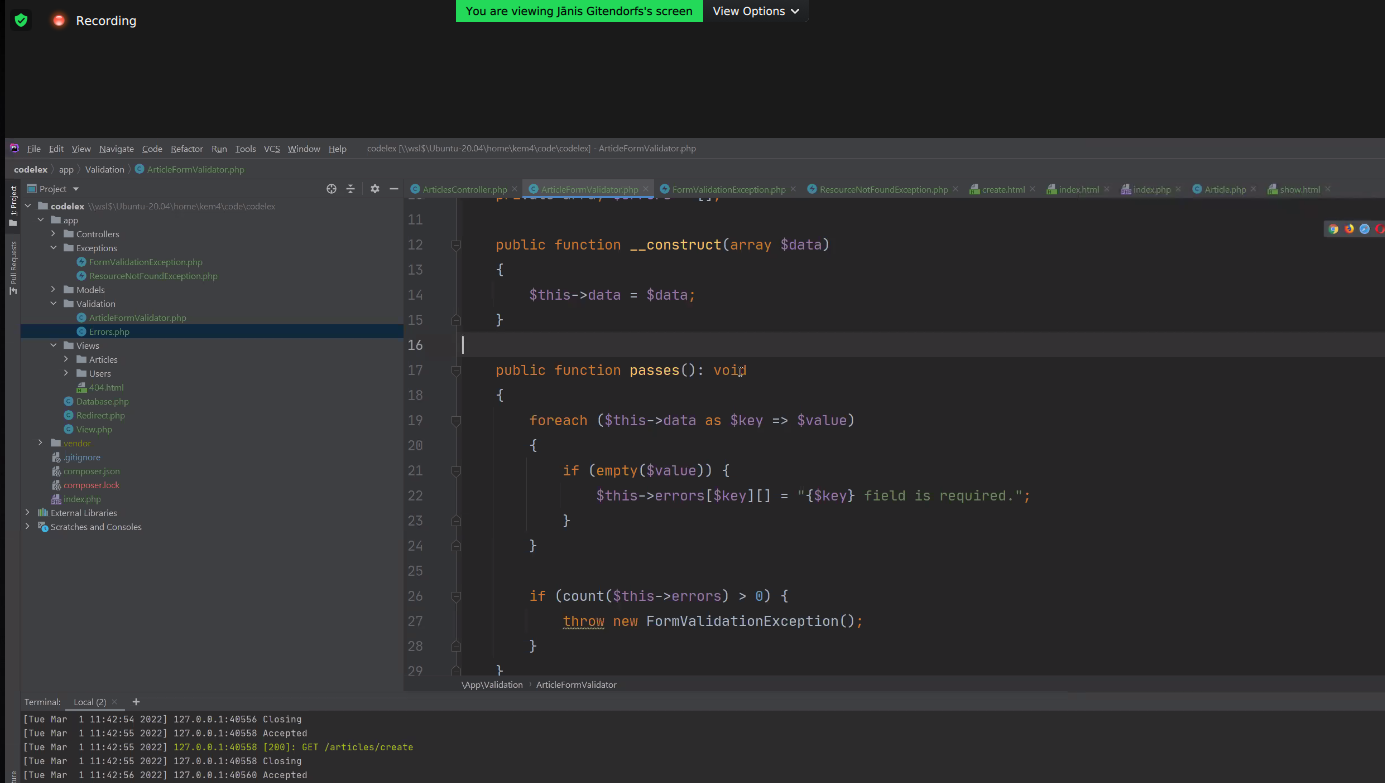 Recording
You are viewing Jānis Gitendorfs's screen
View Options
File Edit View Navigate Code Refactor Run Tools VCS Window Help codelex [\\wsl$\Ubuntu-20.04\home\kem4\code\codelex] - ArticleFormValidator.php
codelex app Validation ArticleFormValidator.php
Project
ArticlesController.php ArticleFormValidator.php FormValidationException.php ResourceNotFoundException.php create.html index.html index.php Article.php show.html
1: Project
Pull Requests
codelex \\wsl$\Ubuntu-20.04\home\kem4\code\codelex
app
Controllers
Exceptions
FormValidationException.php
ResourceNotFoundException.php
Models
Validation
ArticleFormValidator.php
Errors.php
Views
Articles
Users
404.html
Database.php
Redirect.php
View.php
vendor
.gitignore
composer.json
composer.lock
index.php
External Libraries
Scratches and Consoles
11
12 public function __construct(array $data)
13 {
14 $this->data = $data;
15 }
16
17 public function passes(): void
18 {
19 foreach ($this->data as $key => $value)
20 {
21 if (empty($value)) {
22 $this->errors[$key][] = "{$key} field is required.";
23 }
24 }
25
26 if (count($this->errors) > 0) {
27 throw new FormValidationException();
28 }
29 }
\App\Validation ArticleFormValidator
Terminal: Local (2) +
[Tue Mar 1 11:42:54 2022] 127.0.0.1:40556 Closing
[Tue Mar 1 11:42:55 2022] 127.0.0.1:40558 Accepted
[Tue Mar 1 11:42:55 2022] 127.0.0.1:40558 [200]: GET /articles/create
[Tue Mar 1 11:42:55 2022] 127.0.0.1:40558 Closing
[Tue Mar 1 11:42:56 2022] 127.0.0.1:40560 Accepted